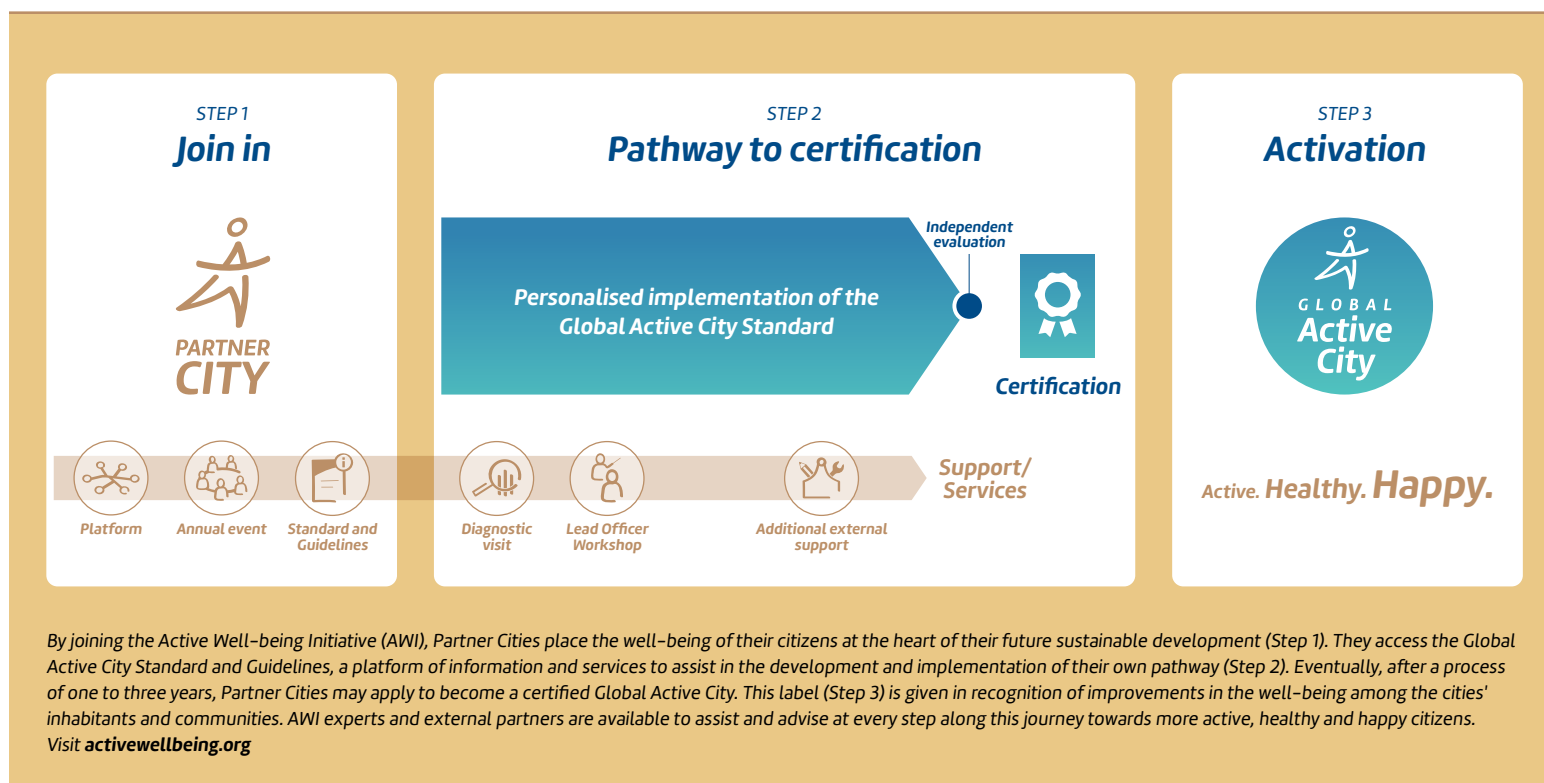 STEP 1
Join in
PARTNER
CITY
Platform
Annual event
Standard and
Guidelines
STEP 2
Pathway to certification
Personalised implementation of the
Global Active City Standard
Independent
evaluation
Certification
Diagnostic
visit
Lead Officer
Workshop
Additional external
support
Support/
Services
STEP 3
Activation
GLOBAL
Active
City
Active. Healthy. Happy.
By joining the Active Well-being Initiative (AWI), Partner Cities place the well-being of their citizens at the heart of their future sustainable development (Step 1). They access the Global
Active City Standard and Guidelines, a platform of information and services to assist in the development and implementation of their own pathway (Step 2). Eventually, after a process
of one to three years, Partner Cities may apply to become a certified Global Active City. This label (Step 3) is given in recognition of improvements in the well-being among the cities'
inhabitants and communities. AWI experts and external partners are available to assist and advise at every step along this journey towards more active, healthy and happy citizens.
Visit activewellbeing.org